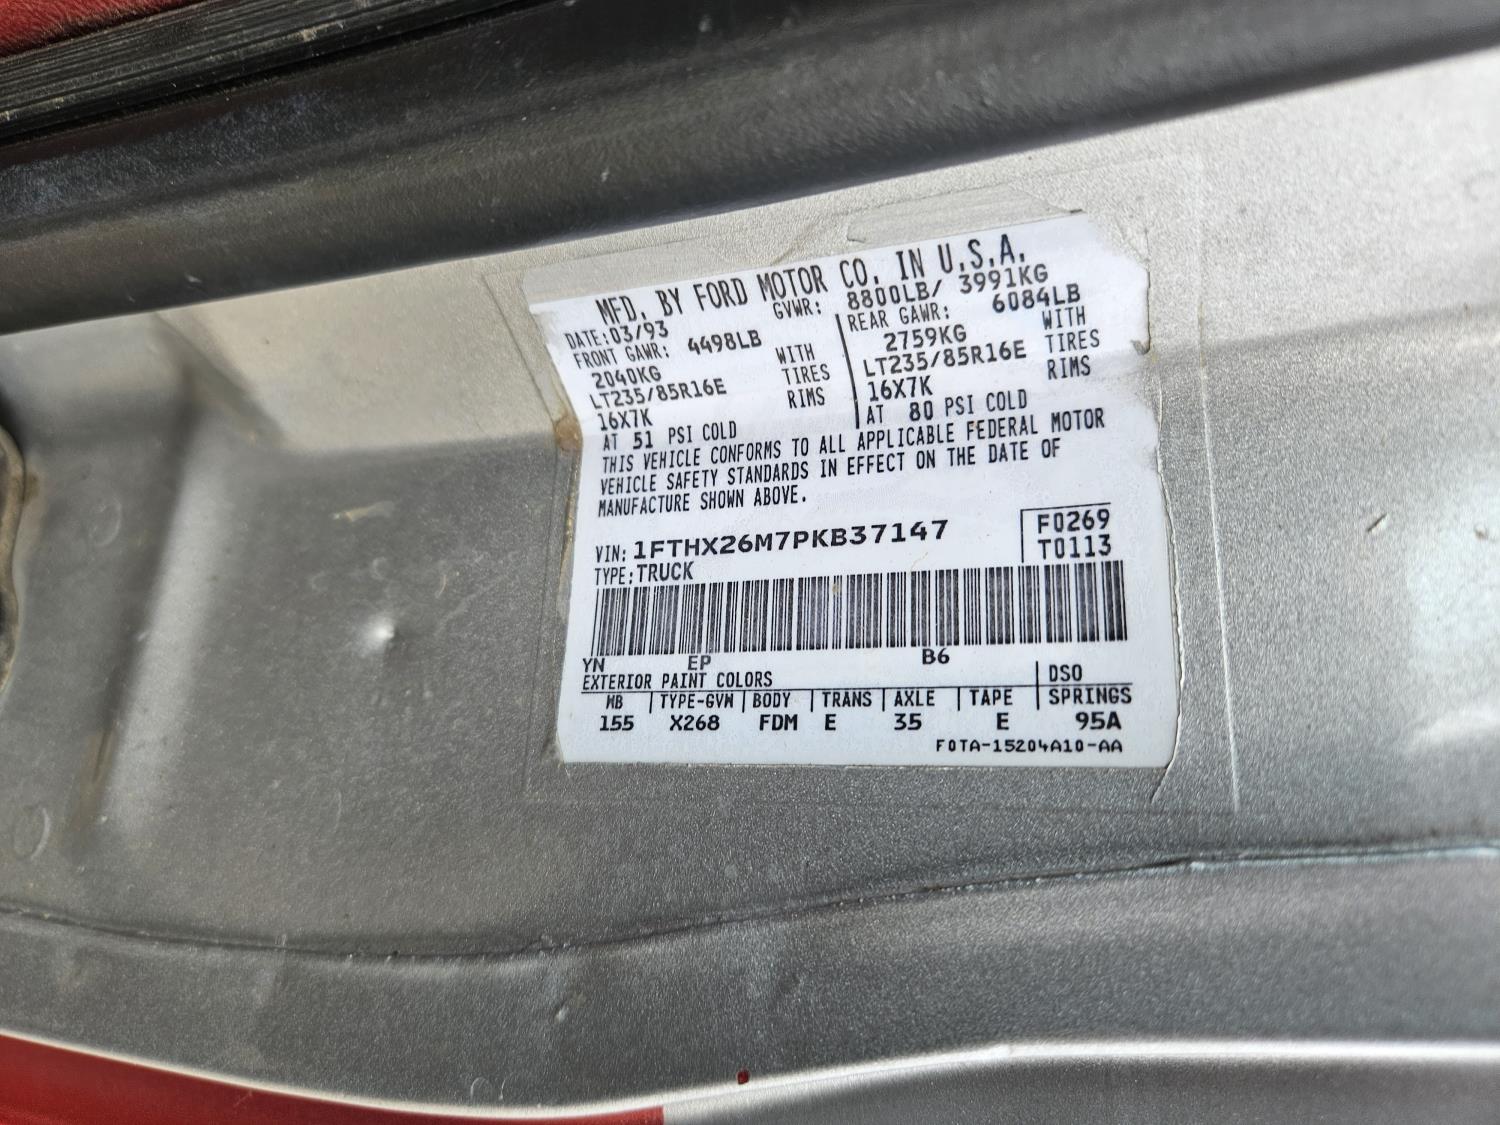 MFD. BY FORD MOTOR CO. IN U.S.A.
DATE: 03/93 GVWR: 8800LB/ 3991KG
FRONT GAWR: 4498LB
2040KG WITH
LT235/85R16E TIRES
16X7K RIMS
AT 51 PSI COLD
REAR GAWR: 6084LB
2759KG WITH
LT235/85R16E TIRES
16X7K RIMS
AT 80 PSI COLD
THIS VEHICLE CONFORMS TO ALL APPLICABLE FEDERAL MOTOR
VEHICLE SAFETY STANDARDS IN EFFECT ON THE DATE OF
MANUFACTURE SHOWN ABOVE.
VIN: 1FTHX26M7PKB37147
F0269
T0113
TYPE: TRUCK
YN EP B6
EXTERIOR PAINT COLORS DSO
WB TYPE-GVW BODY TRANS AXLE TAPE SPRINGS
155 X268 FDM E 35 E 95A
F0TA-15204A10-AA